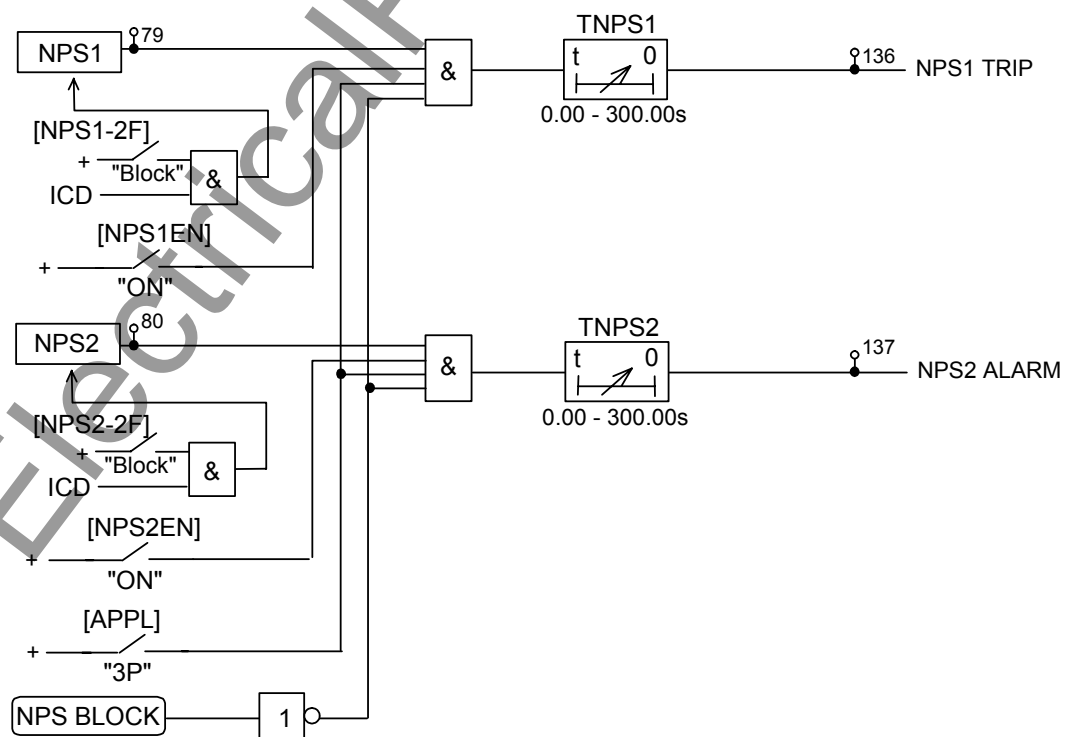 TNPS1
NPS1 79 & t 0 136 NPS1 TRIP
0.00 - 300.00s
[NPS1-2F]
+ "Block" &
ICD
[NPS1EN]
+
"ON"
NPS2 80 & TNPS2 t 0 137 NPS2 ALARM
0.00 - 300.00s
[NPS2-2F]
+ "Block" &
ICD
[NPS2EN]
+
"ON"
[APPL]
+
"3P"
NPS BLOCK 1
Electrical